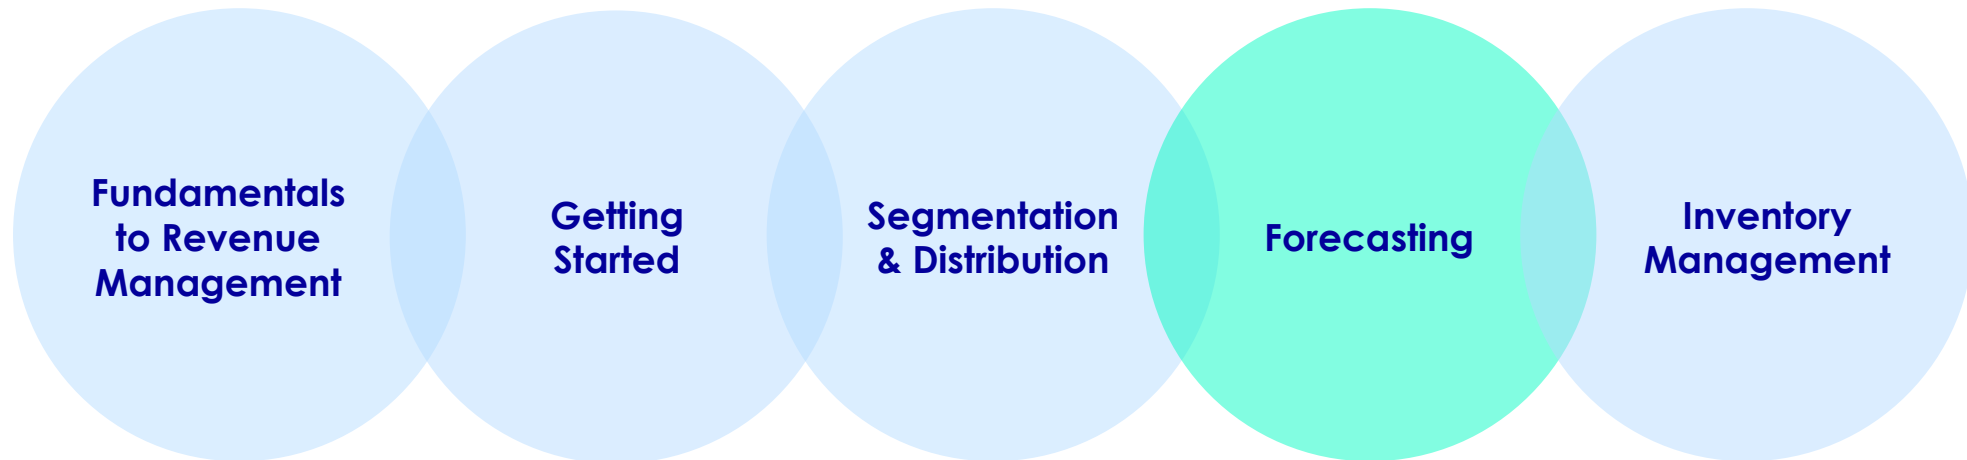 Fundamentals
to Revenue
Management
Getting
Started
Segmentation
& Distribution
Forecasting
Inventory
Management